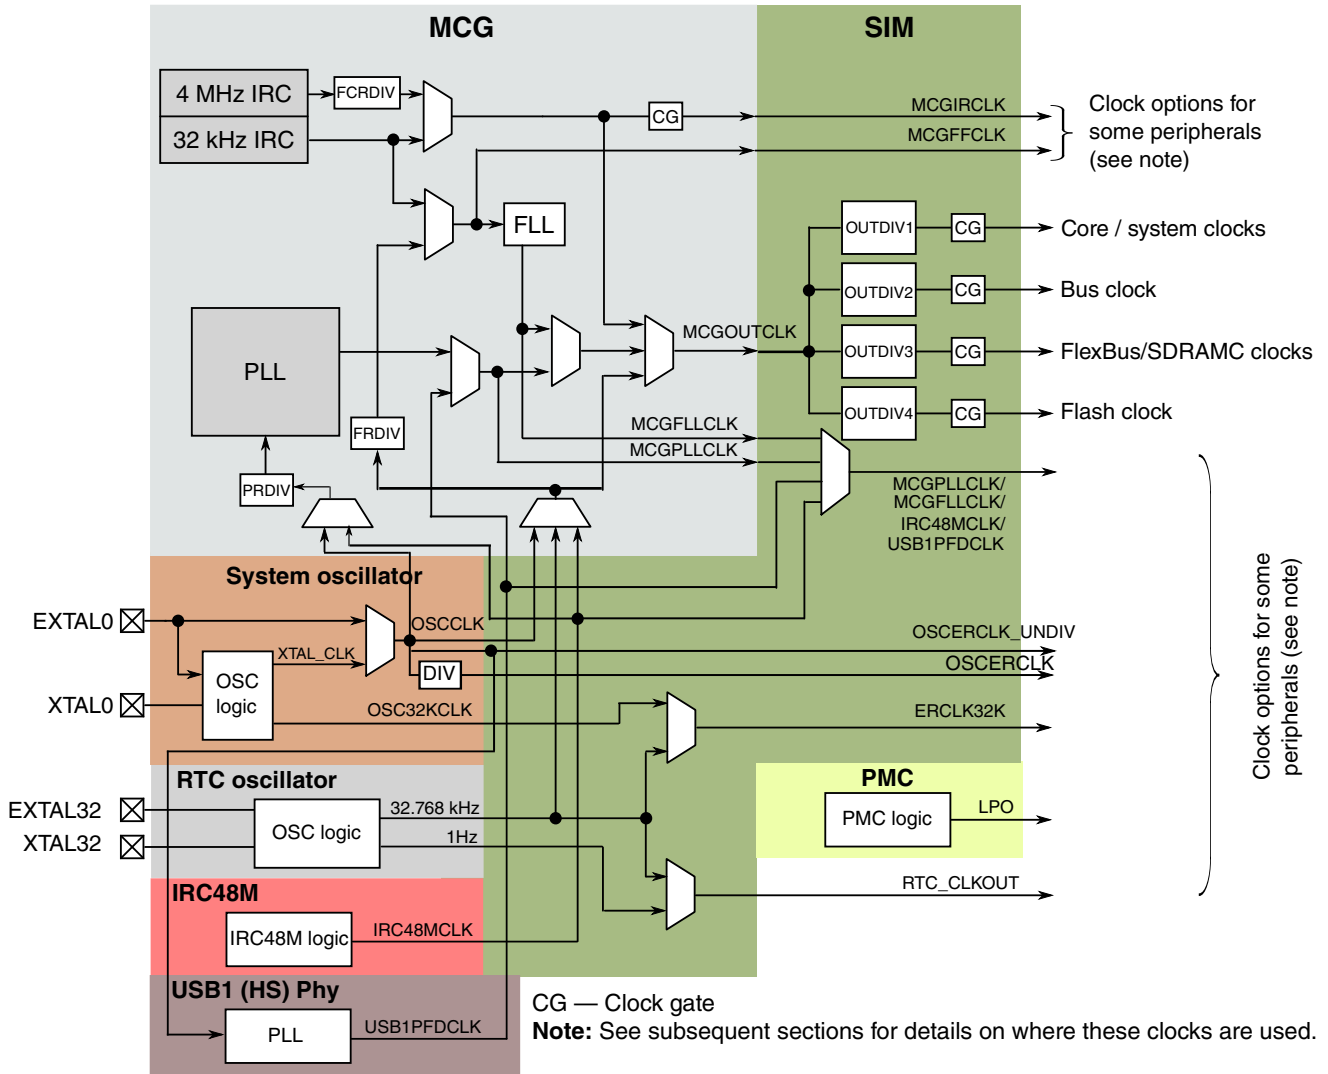 MCG
SIM
4 MHz IRC
FCRDIV
32 kHz IRC
CG
MCGIRCLK
MCGFFCLK
Clock options for
some peripherals
(see note)
FLL
OUTDIV1
CG
Core / system clocks
OUTDIV2
CG
Bus clock
PLL
MCGOUTCLK
OUTDIV3
CG
FlexBus/SDRAMC clocks
OUTDIV4
CG
Flash clock
FRDIV
MCGFLLCLK
MCGPLLCLK
PRDIV
MCGPLLCLK/
MCGFLLCLK/
IRC48MCLK/
USB1PFDCLK
System oscillator
EXTAL0
OSCCLK
XTAL_CLK
OSC
logic
DIV
OSCERCLK_UNDIV
OSCERCLK
XTAL0
OSC32KCLK
ERCLK32K
Clock options for some
peripherals (see note)
RTC oscillator
EXTAL32
XTAL32
OSC logic
32.768 kHz
1Hz
PMC
PMC logic
LPO
RTC_CLKOUT
IRC48M
IRC48M logic
IRC48MCLK
USB1 (HS) Phy
PLL
USB1PFDCLK
CG — Clock gate
Note: See subsequent sections for details on where these clocks are used.